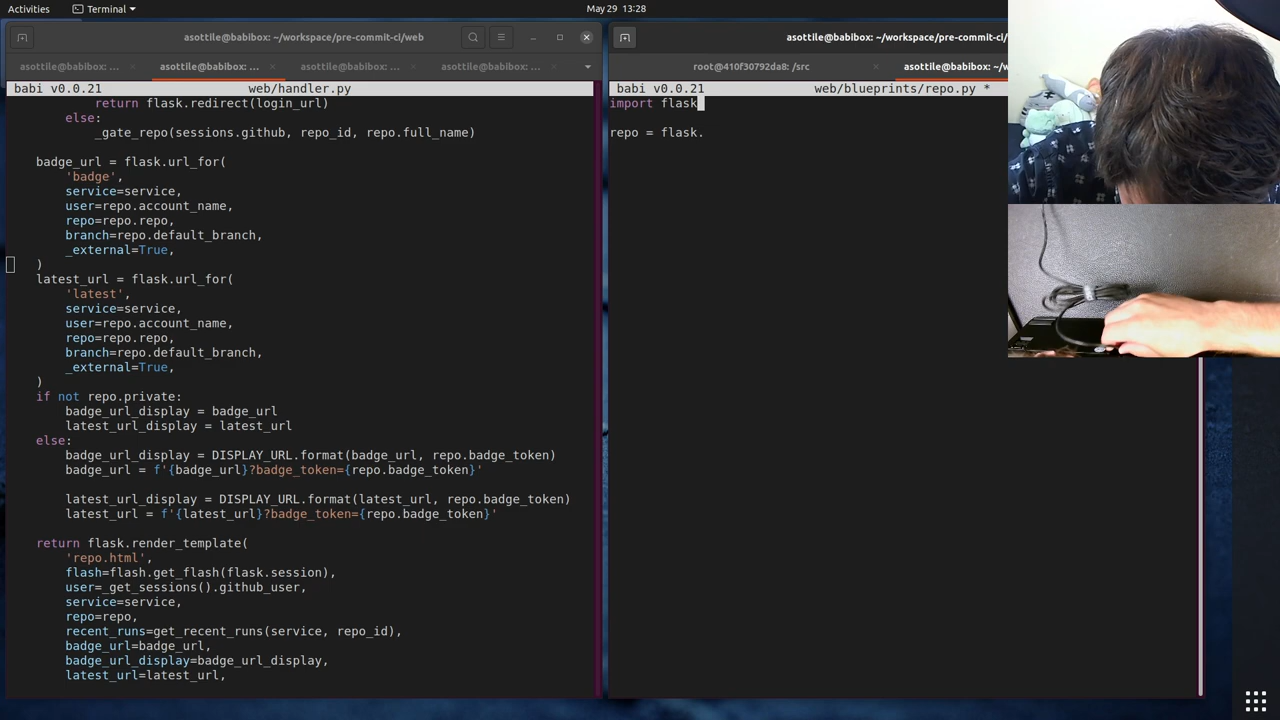 Activities
Terminal
May 29 13:28
asottile@babibox: ~/workspace/pre-commit-ci/web
asottile@babibox: ~/workspace/pre-commit-ci/
asottile@babibox: ...
asottile@babibox: ...
asottile@babibox: ...
asottile@babibox: ...
root@410f30792da8: /src
asottile@babibox: ~/w
babi v0.0.21 web/handler.py
return flask.redirect(login_url)
else:
_gate_repo(sessions.github, repo_id, repo.full_name)
badge_url = flask.url_for(
'badge',
service=service,
user=repo.account_name,
repo=repo.repo,
branch=repo.default_branch,
_external=True,
)
latest_url = flask.url_for(
'latest',
service=service,
user=repo.account_name,
repo=repo.repo,
branch=repo.default_branch,
_external=True,
)
if not repo.private:
badge_url_display = badge_url
latest_url_display = latest_url
else:
badge_url_display = DISPLAY_URL.format(badge_url, repo.badge_token)
badge_url = f'{badge_url}?badge_token={repo.badge_token}'
latest_url_display = DISPLAY_URL.format(latest_url, repo.badge_token)
latest_url = f'{latest_url}?badge_token={repo.badge_token}'
return flask.render_template(
'repo.html',
flash=flash.get_flash(flask.session),
user=_get_sessions().github_user,
service=service,
repo=repo,
recent_runs=get_recent_runs(service, repo_id),
badge_url=badge_url,
badge_url_display=badge_url_display,
latest_url=latest_url,
babi v0.0.21 web/blueprints/repo.py *
import flask
repo = flask.